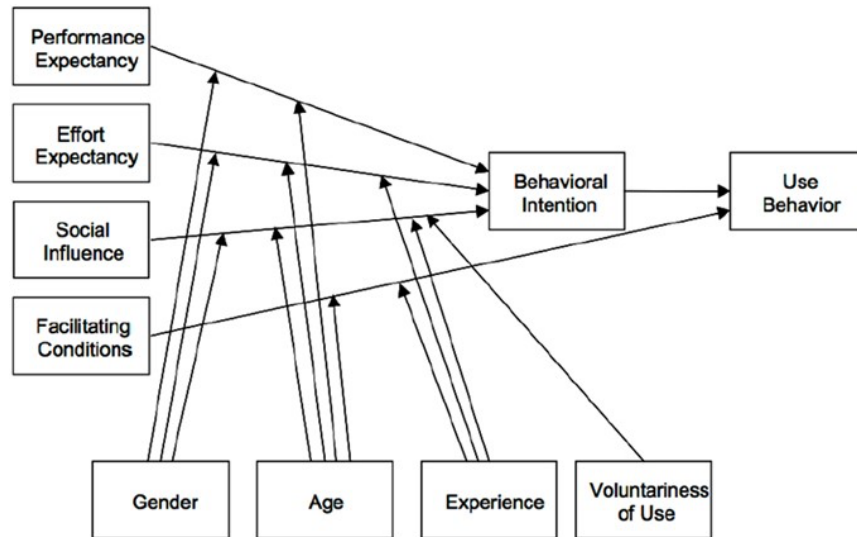 Performance
Expectancy
Effort
Expectancy
Social
Influence
Facilitating
Conditions
Behavioral
Intention
Use
Behavior
Gender
Age
Experience
Voluntariness
of Use